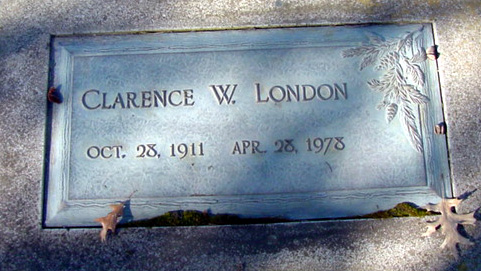 CLARENCE W. LONDON
OCT. 28, 1911 APR. 28, 1978